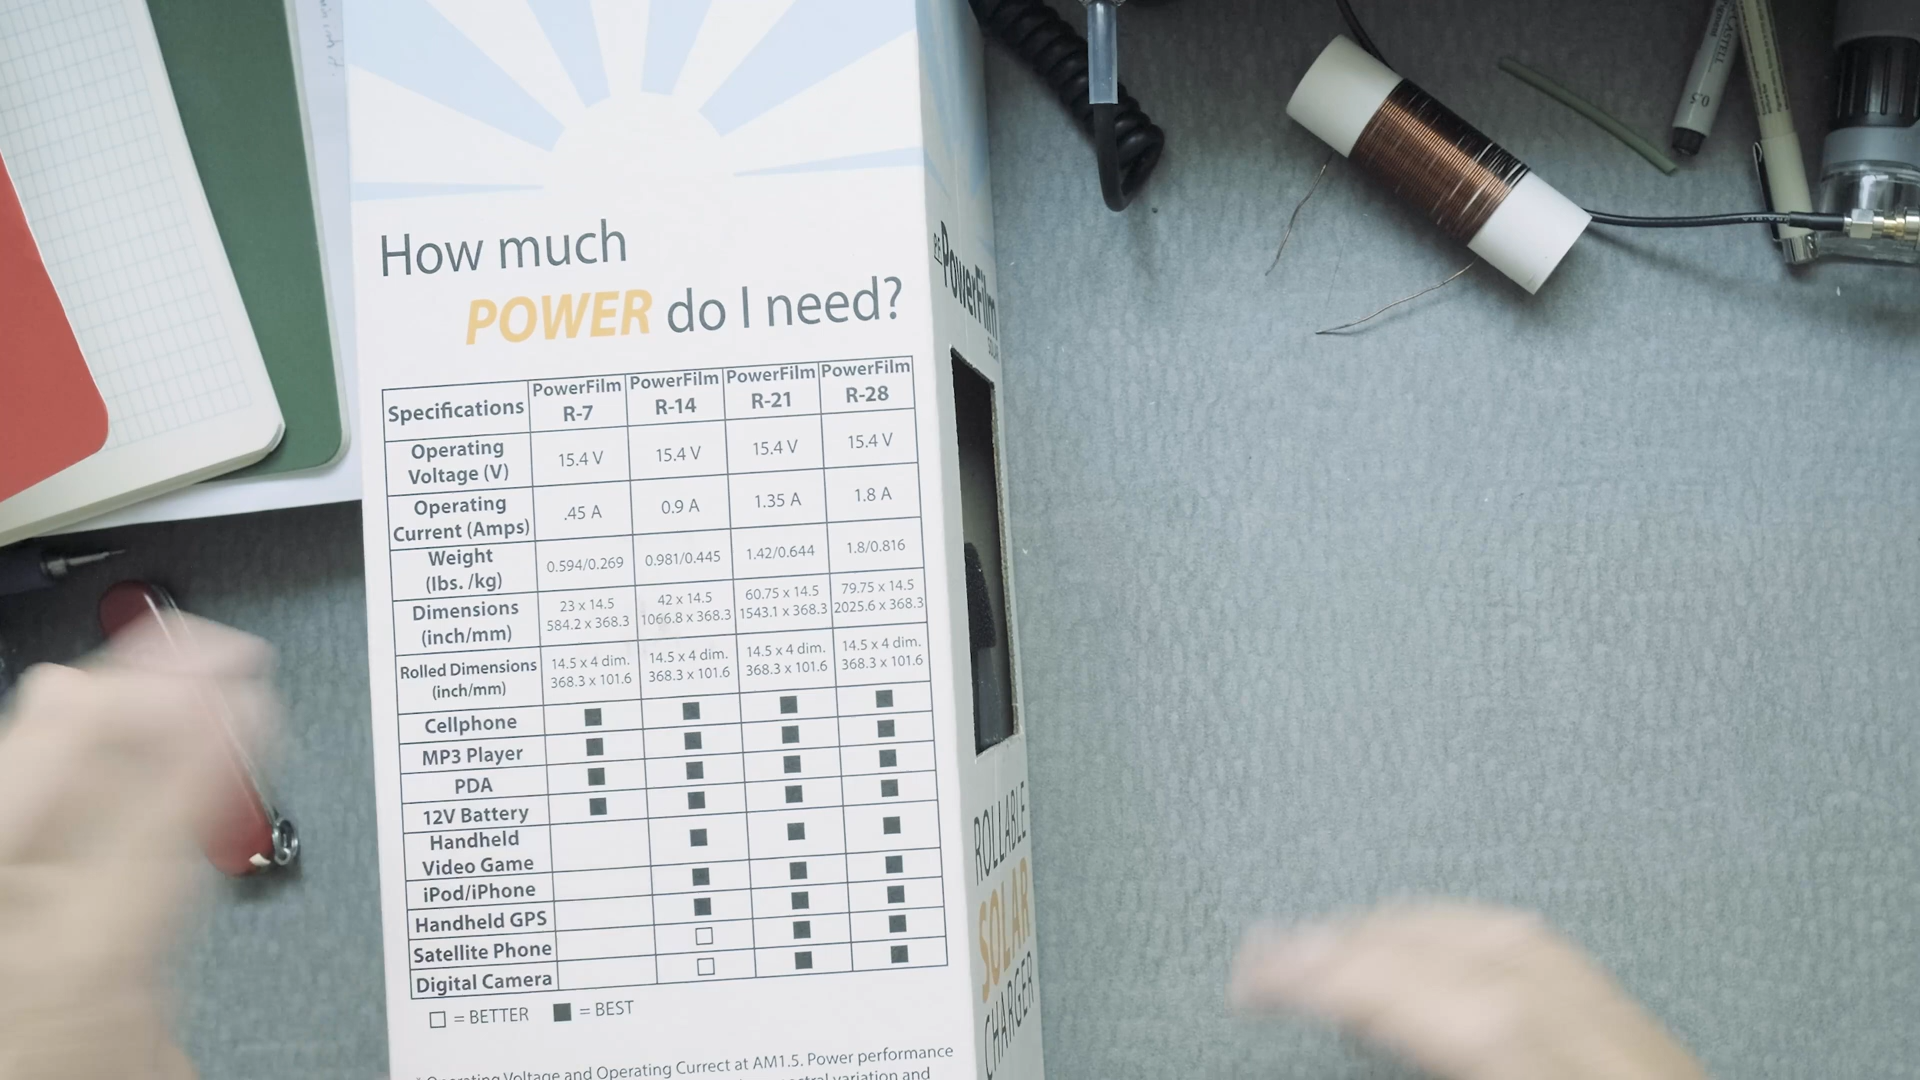 How much
POWER do I need?
Specifications PowerFilm R-7 PowerFilm R-14 PowerFilm R-21 PowerFilm R-28
Operating Voltage (V) 15.4 V 15.4 V 15.4 V 15.4 V
Operating Current (Amps) .45 A 0.9 A 1.35 A 1.8 A
Weight (lbs. /kg) 0.594/0.269 0.981/0.445 1.42/0.644 1.8/0.816
Dimensions (inch/mm) 23 x 14.5 584.2 x 368.3 42 x 14.5 1066.8 x 368.3 60.75 x 14.5 1543.1 x 368.3 79.75 x 14.5 2025.6 x 368.3
Rolled Dimensions (inch/mm) 14.5 x 4 dim. 368.3 x 101.6 14.5 x 4 dim. 368.3 x 101.6 14.5 x 4 dim. 368.3 x 101.6 14.5 x 4 dim. 368.3 x 101.6
Cellphone
MP3 Player
PDA
12V Battery
Handheld Video Game
iPod/iPhone
Handheld GPS
Satellite Phone
Digital Camera
= BETTER = BEST
Operating Voltage and Operating Currect at AM1.5. Power performance
variation and
PowerFilm
SOLAR
ROLLABLE
SOLAR
CHARGER
0.5